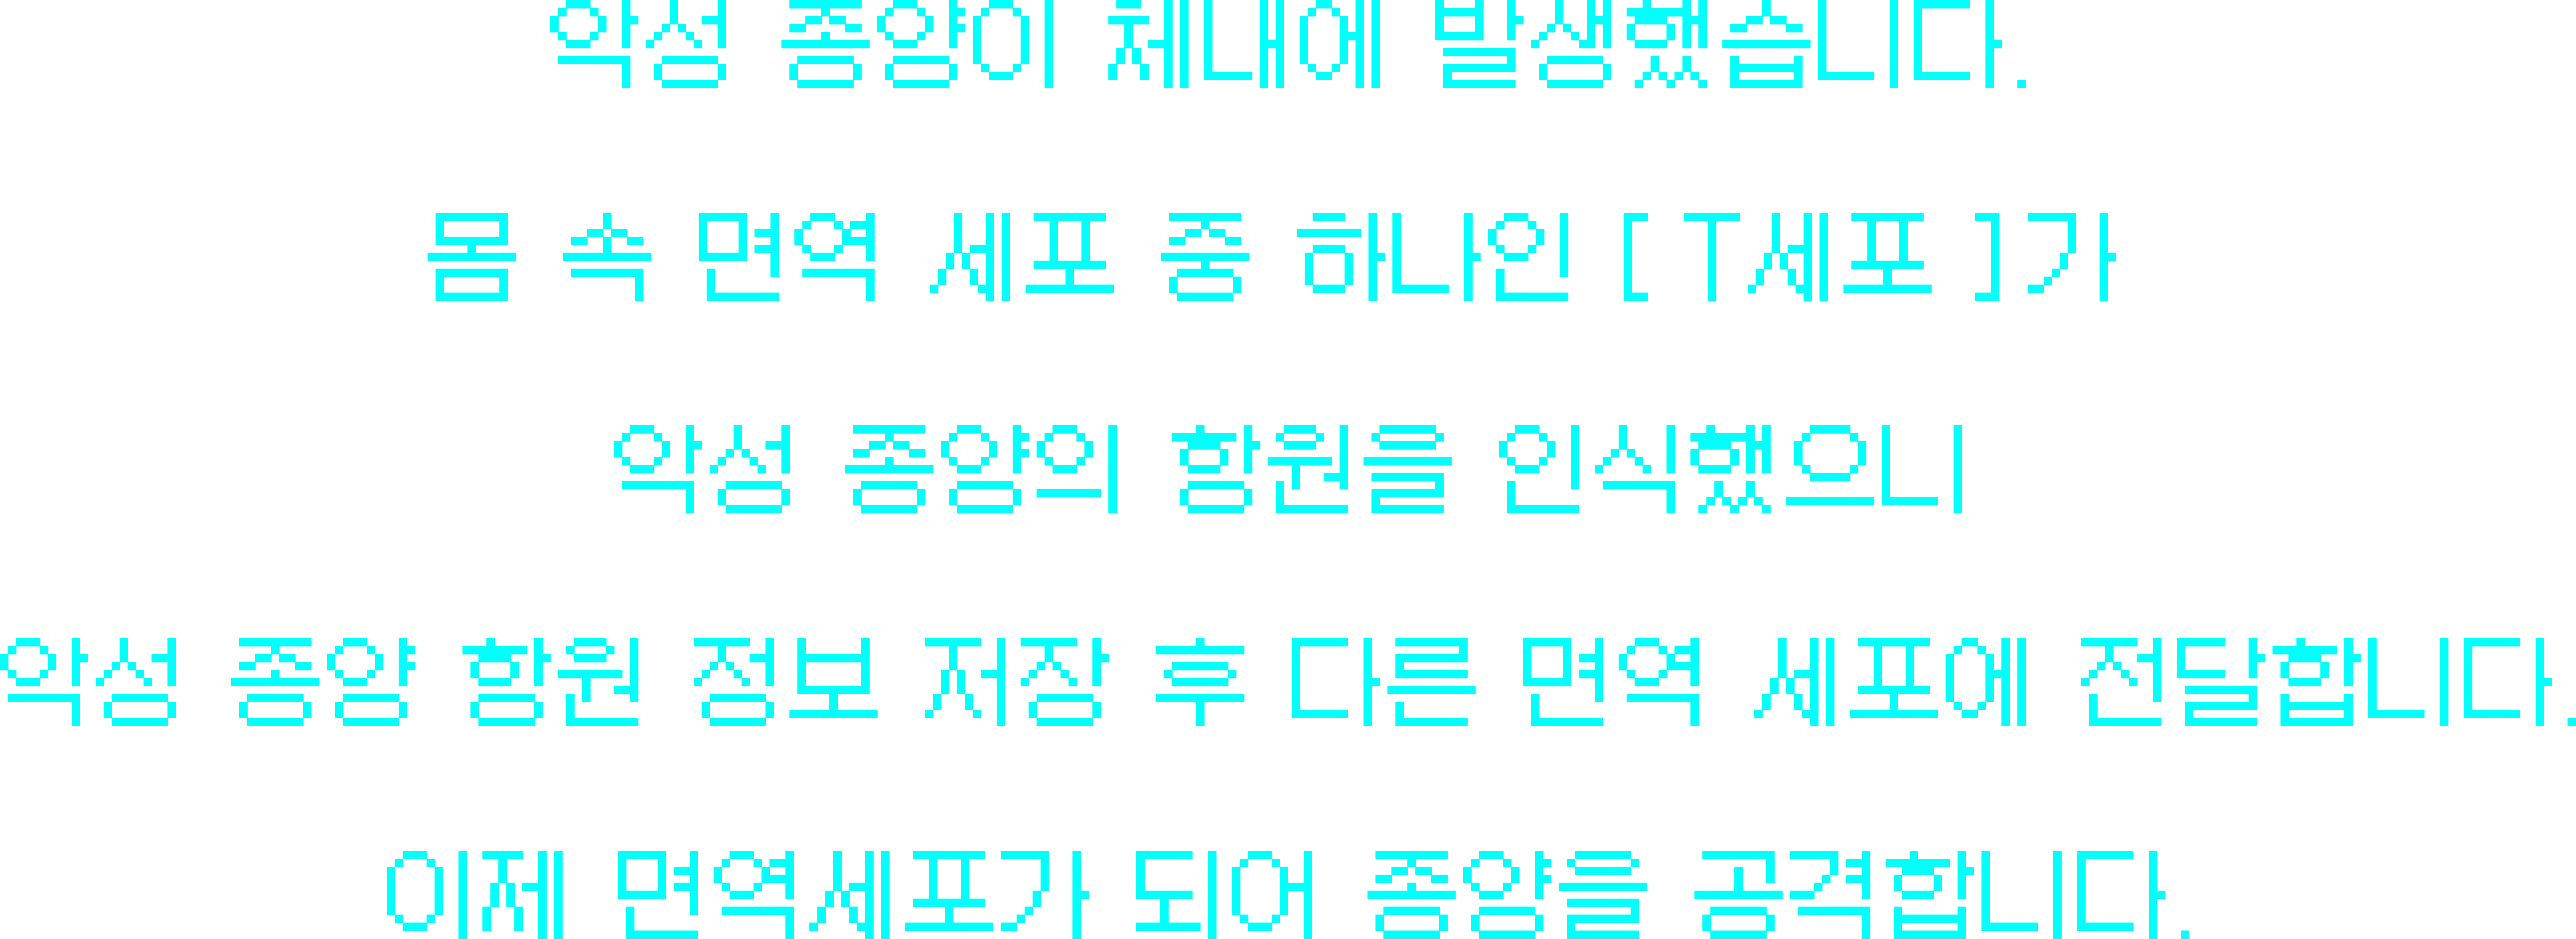 악성 종양이 체내에 발생했습니다.
몸 속 면역 세포 중 하나인 [ T세포 ]가
악성 종양의 항원을 인식했으니
악성 종양 항원 정보 저장 후 다른 면역 세포에 전달합니다.
이제 면역세포가 되어 종양을 공격합니다.